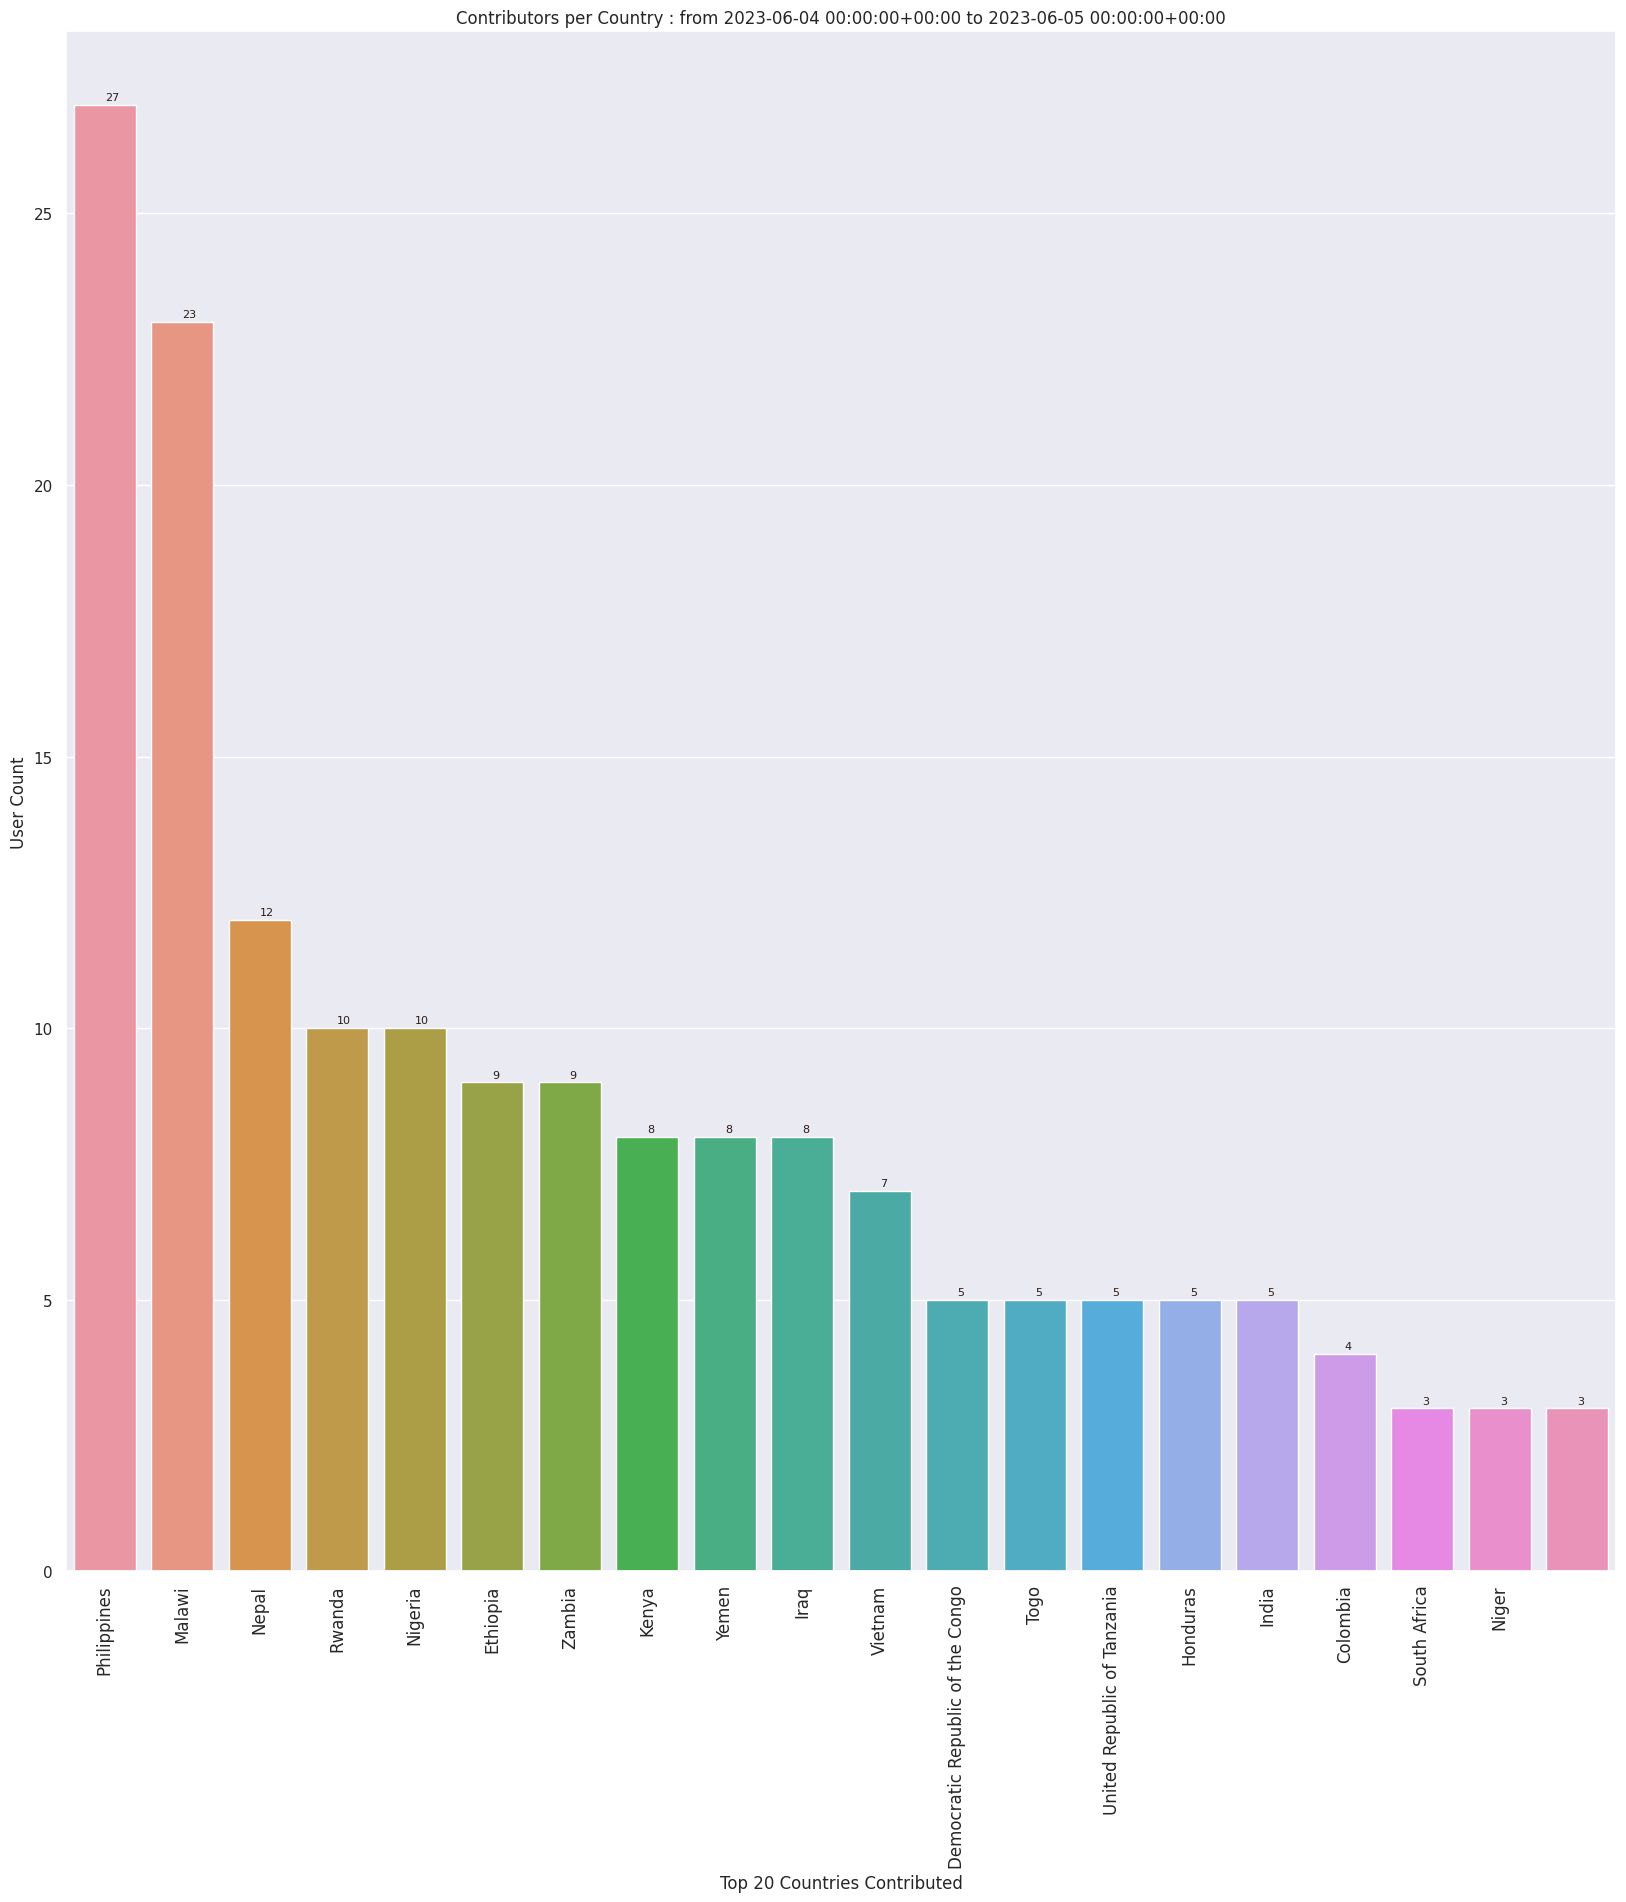 Contributors per Country : from 2023-06-04 00:00:00+00:00 to 2023-06-05 00:00:00+00:00
User Count
25
20
15
10
5
0
27
23
12
10
10
9
9
8
8
8
7
5
5
5
5
5
4
3
3
3
Philippines
Malawi
Nepal
Rwanda
Nigeria
Ethiopia
Zambia
Kenya
Yemen
Iraq
Vietnam
Democratic Republic of the Congo
Togo
United Republic of Tanzania
Honduras
India
Colombia
South Africa
Niger
Top 20 Countries Contributed